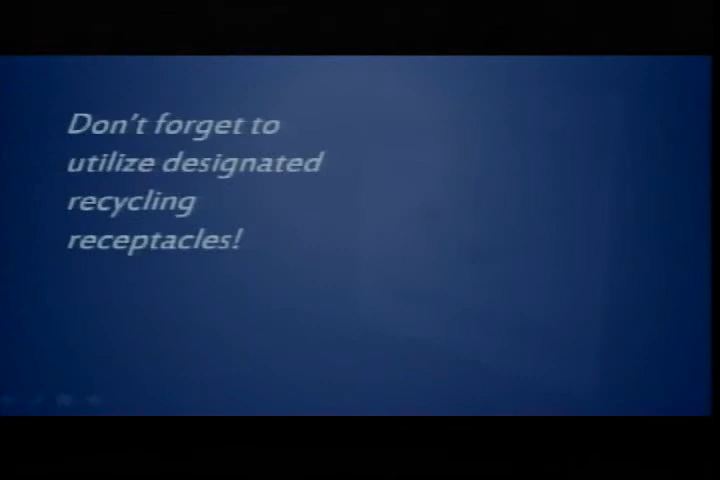 Don't forget to
utilize designated
recycling
receptacles!